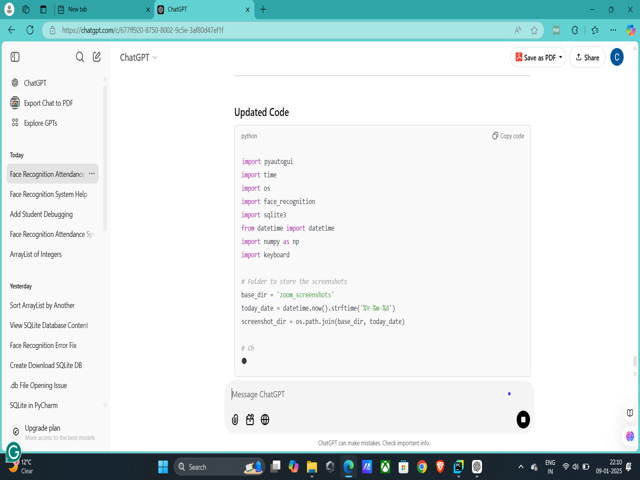 New tab
ChatGPT
https://chatgpt.com/c/677ff920-8750-8002-9c5e-3af80d47ef1f
ChatGPT
Save as PDF
Share
C
ChatGPT
Export Chat to PDF
Explore GPTs
Today
Face Recognition Attendance
Face Recognition System Help
Add Student Debugging
Face Recognition Attendance Sy
ArrayList of Integers
Yesterday
Sort ArrayList by Another
View SQLite Database Content
Face Recognition Error Fix
Create Download SQLite DB
.db File Opening Issue
SQLite in PyCharm
Upgrade plan
More access to the best models
Updated Code
python
Copy code
import pyautogui
import time
import os
import face_recognition
import sqlite3
from datetime import datetime
import numpy as np
import keyboard
# Folder to store the screenshots
base_dir = 'zoom_screenshots'
today_date = datetime.now().strftime('%Y-%m-%d')
screenshot_dir = os.path.join(base_dir, today_date)
# Ch
Message ChatGPT
ChatGPT can make mistakes. Check important info.
12°C
Clear
Search
ENG
IN
22:10
09-01-2025